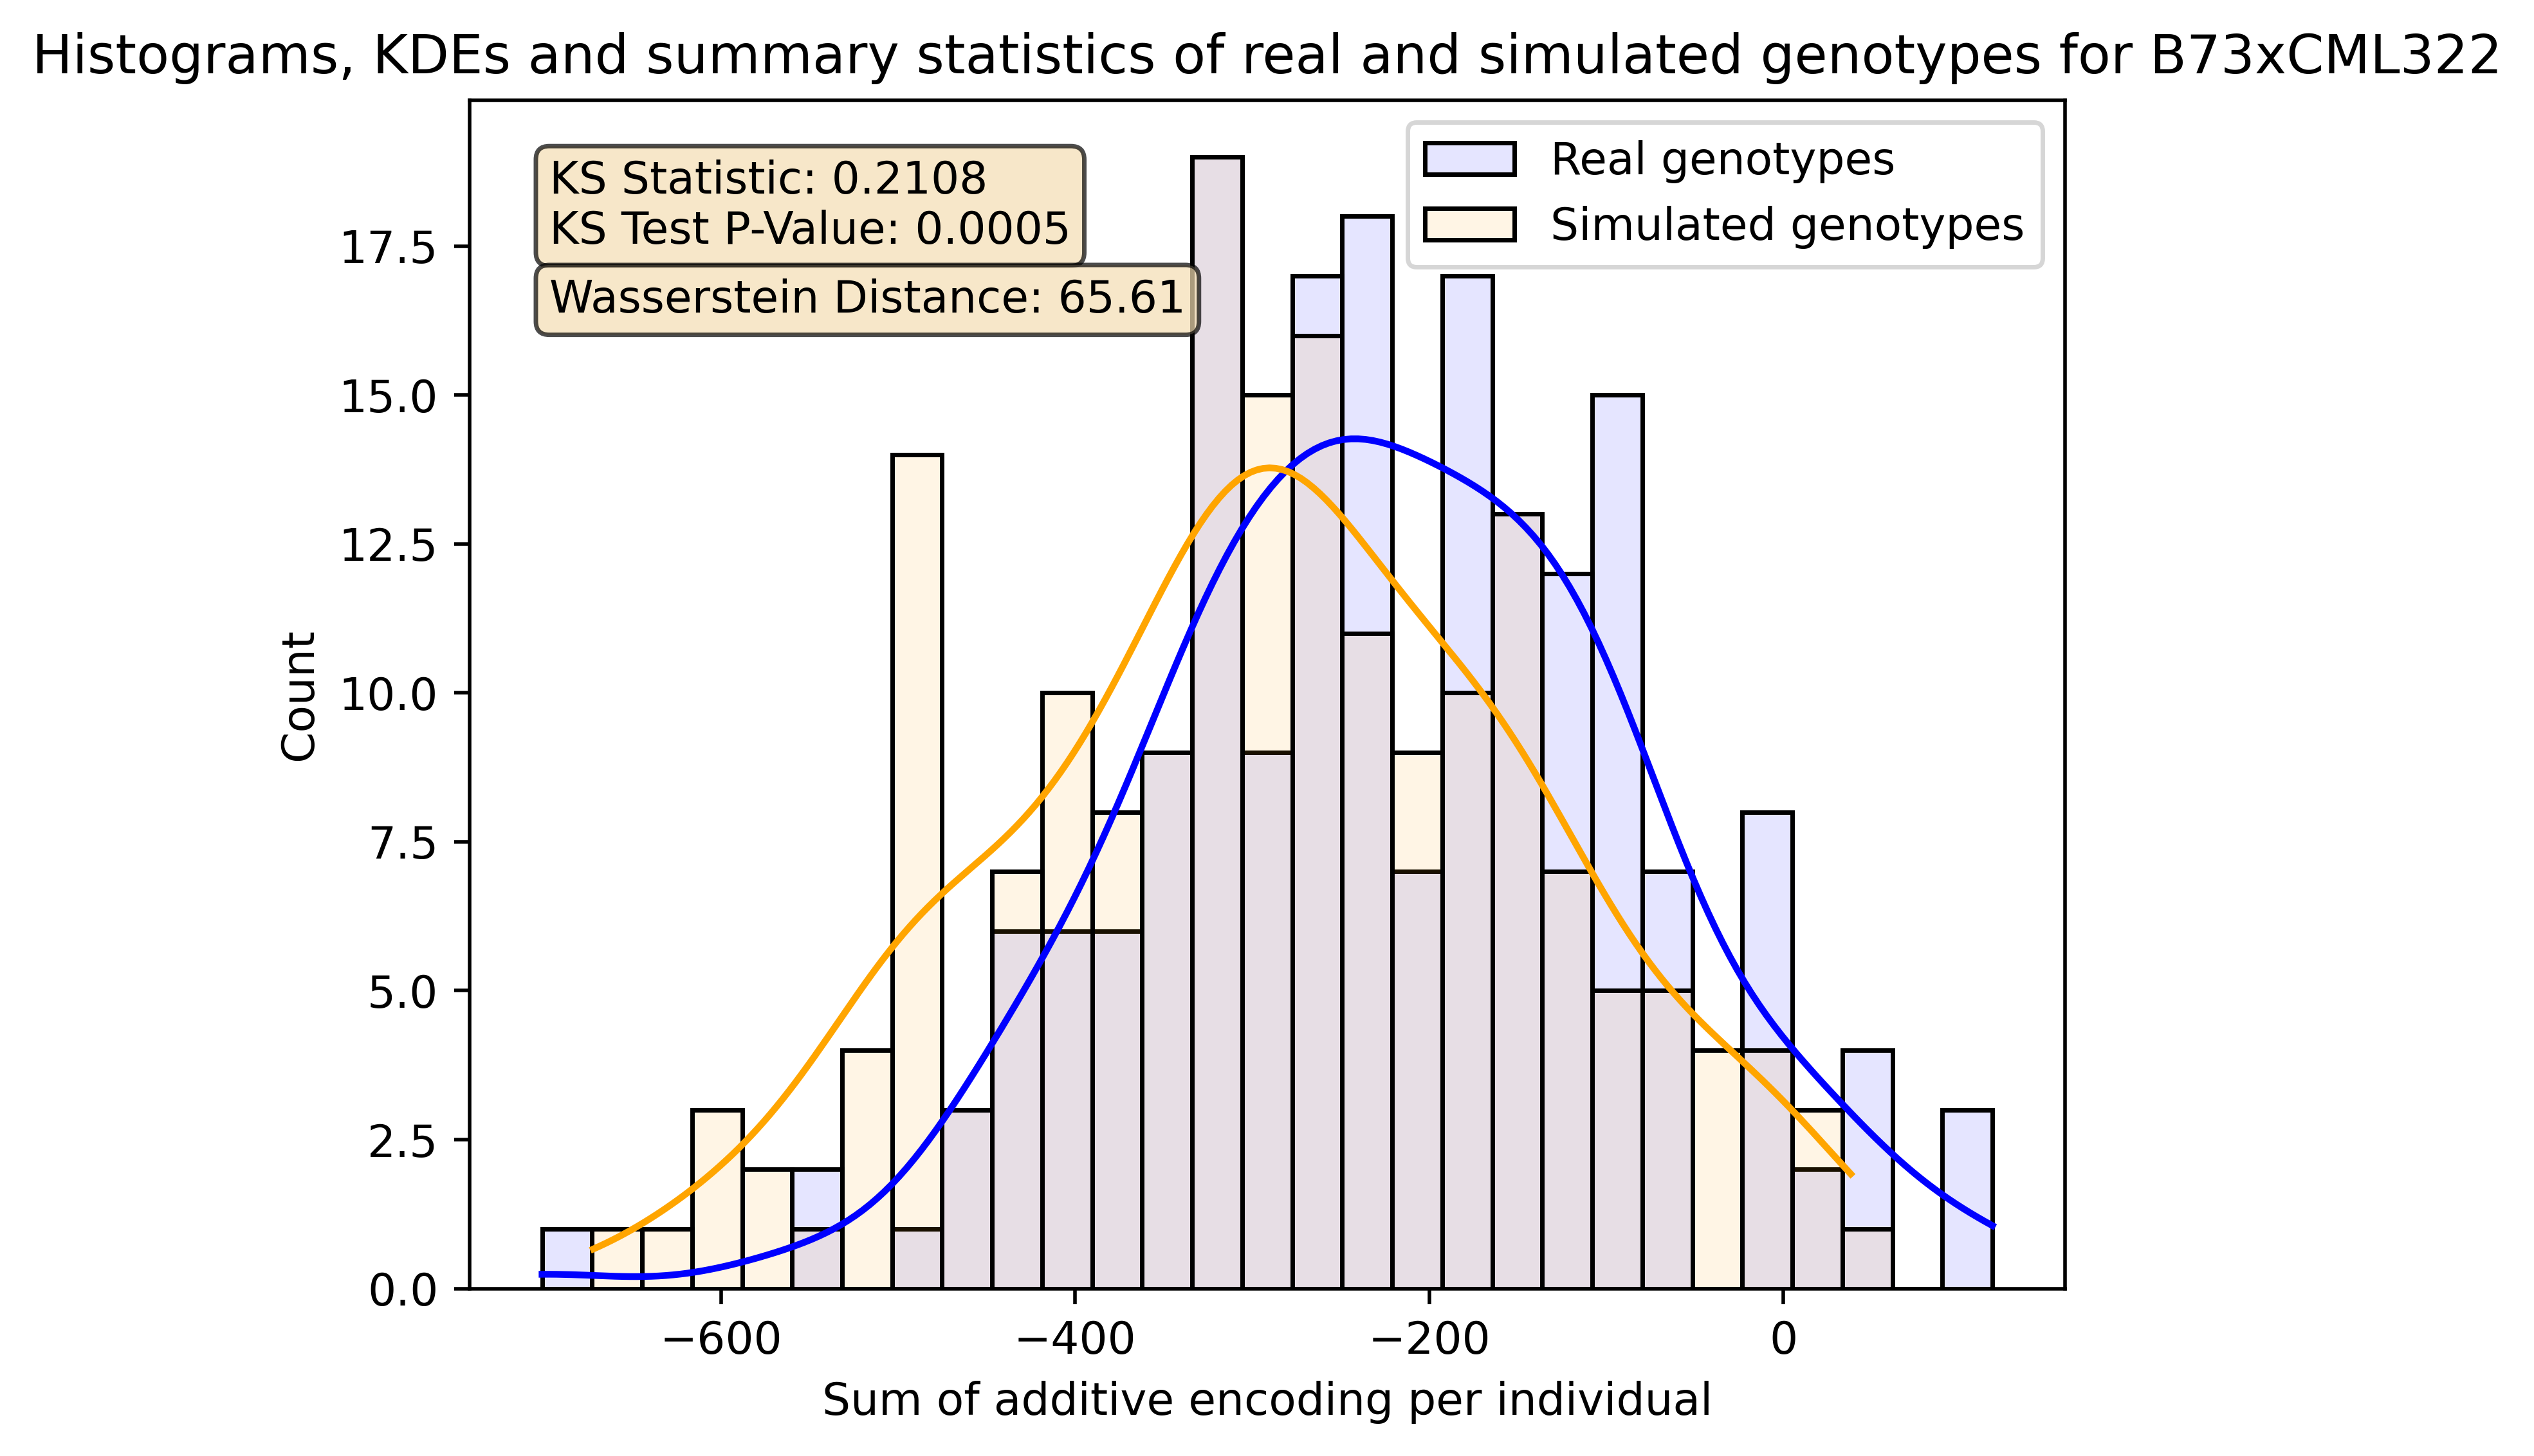 Histograms, KDEs and summary statistics of real and simulated genotypes for B73xCML322
KS Statistic: 0.2108
KS Test P-Value: 0.0005
Wasserstein Distance: 65.61
Real genotypes
Simulated genotypes
Count
17.5
15.0
12.5
10.0
7.5
5.0
2.5
0.0
−600
−400
−200
0
Sum of additive encoding per individual